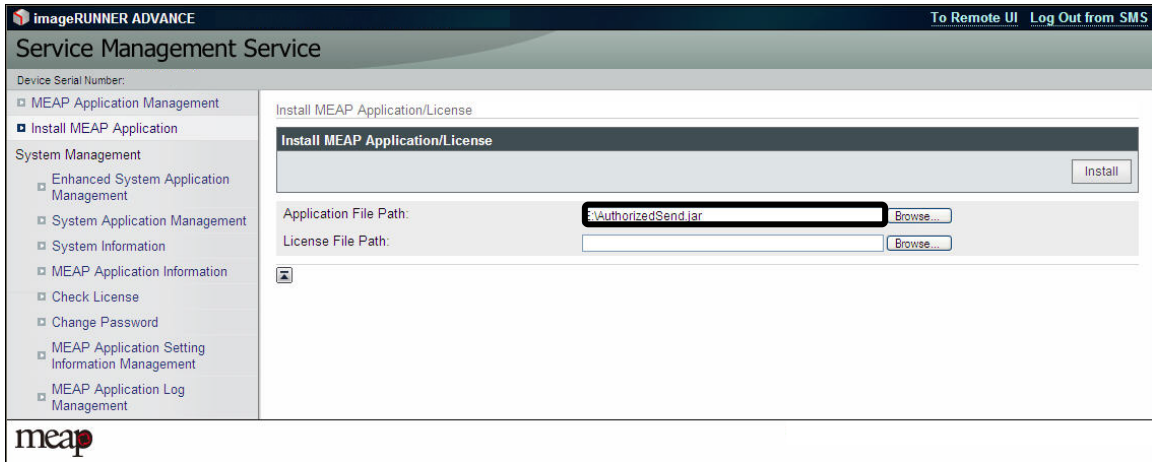 imageRUNNER ADVANCE
To Remote UI Log Out from SMS
Service Management Service
Device Serial Number:
MEAP Application Management
Install MEAP Application
System Management
Enhanced System Application
Management
System Application Management
System Information
MEAP Application Information
Check License
Change Password
MEAP Application Setting
Information Management
MEAP Application Log
Management
Install MEAP Application/License
Install MEAP Application/License
Install
Application File Path:
E:\AuthorizedSend.jar
Browse...
License File Path:
Browse...
meap